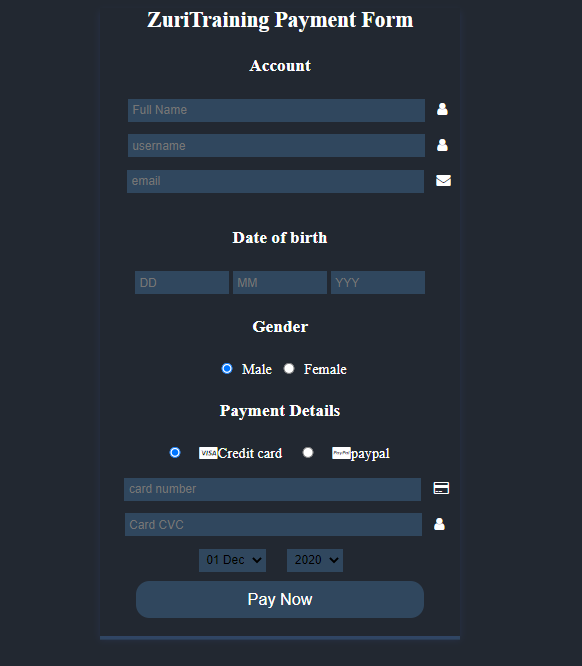 ZuriTraining Payment Form
Account
Full Name
username
email
Date of birth
DD MM YYY
Gender
Male Female
Payment Details
VISA Credit card PayPal paypal
card number
Card CVC
01 Dec 2020
Pay Now